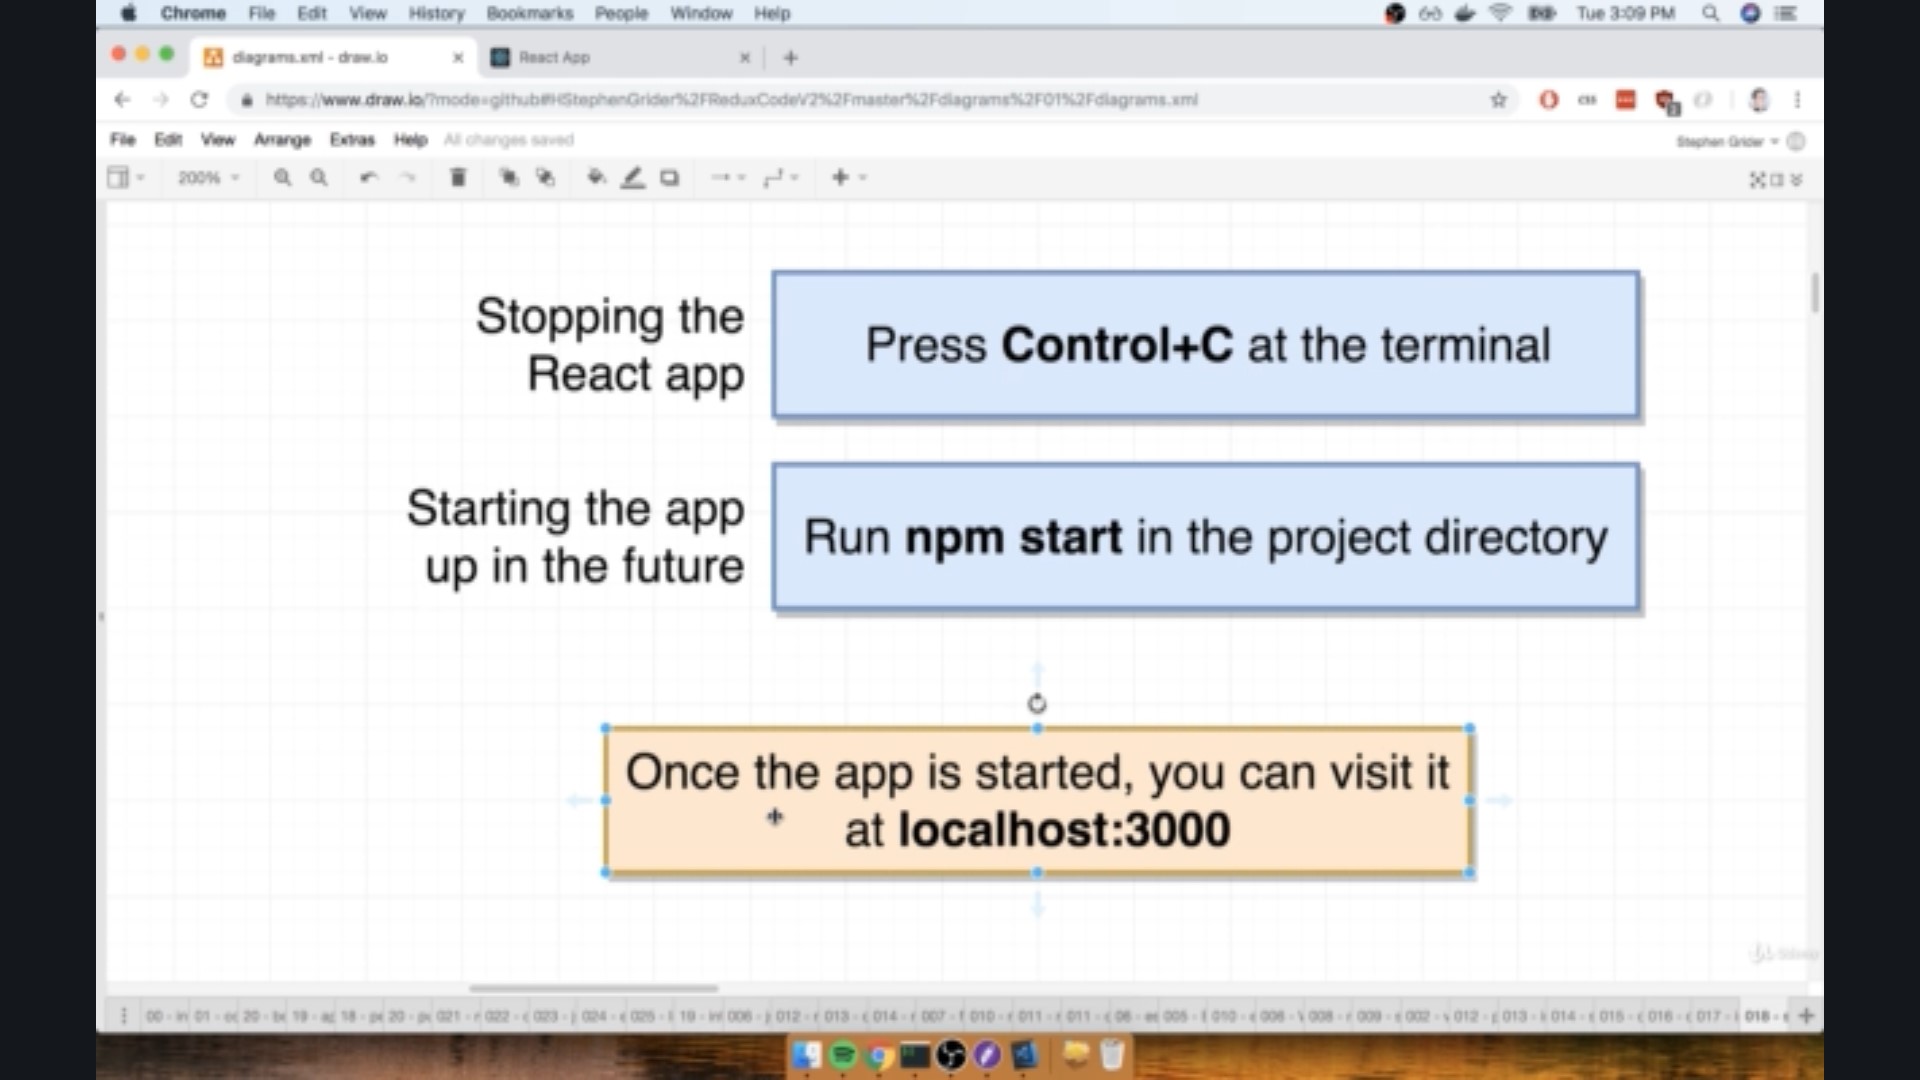 Chrome File Edit View History Bookmarks People Window Help Tue 3:09 PM
diagrams.xml - draw.io React App
https://www.draw.io/?mode=github#HStephenGrider%2FReduxCodeV2%2Fmaster%2Fdiagrams%2F01%2Fdiagrams.xml
File Edit View Arrange Extras Help All changes saved Stephen Grider
200%
Stopping the
React app
Press Control+C at the terminal
Starting the app
up in the future
Run npm start in the project directory
Once the app is started, you can visit it
at localhost:3000